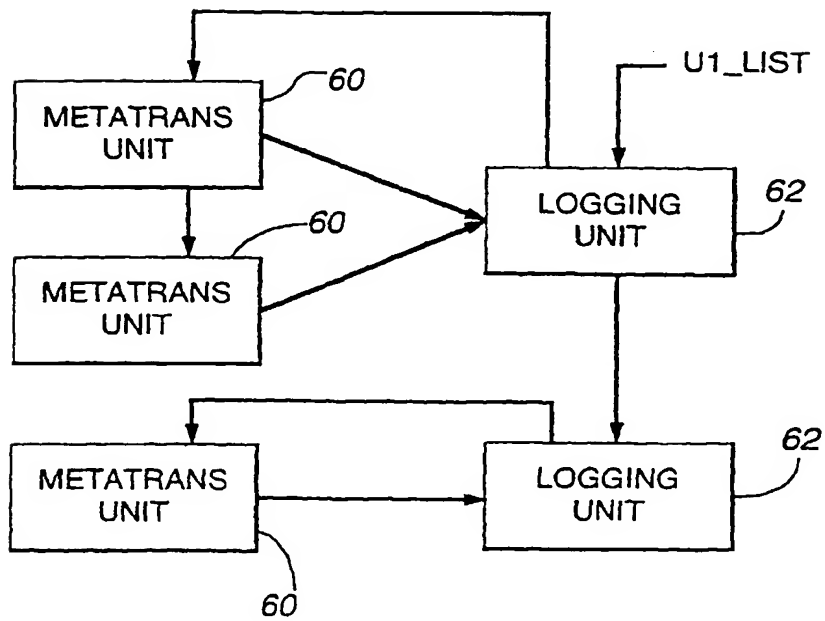 U1_LIST
60
METATRANS
UNIT
LOGGING
UNIT
62
60
METATRANS
UNIT
METATRANS
UNIT
LOGGING
UNIT
62
60